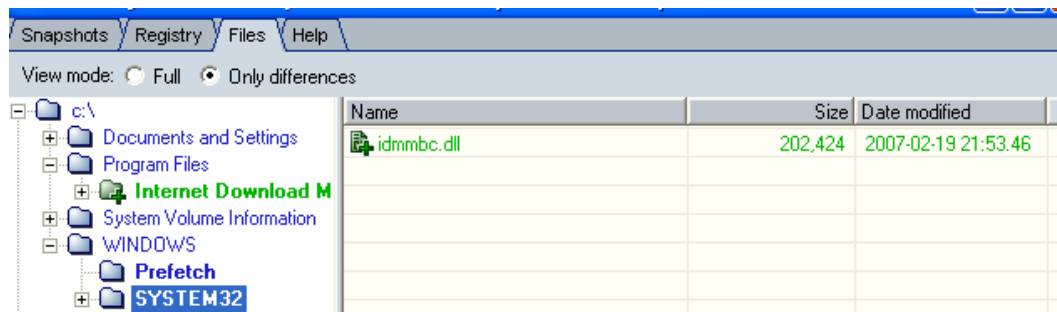 Snapshots Registry Files Help
View mode: Full Only differences
c:\
Documents and Settings
Program Files
Internet Download M
System Volume Information
WINDOWS
Prefetch
SYSTEM32
Name Size Date modified
idmmbc.dll 202,424 2007-02-19 21:53.46